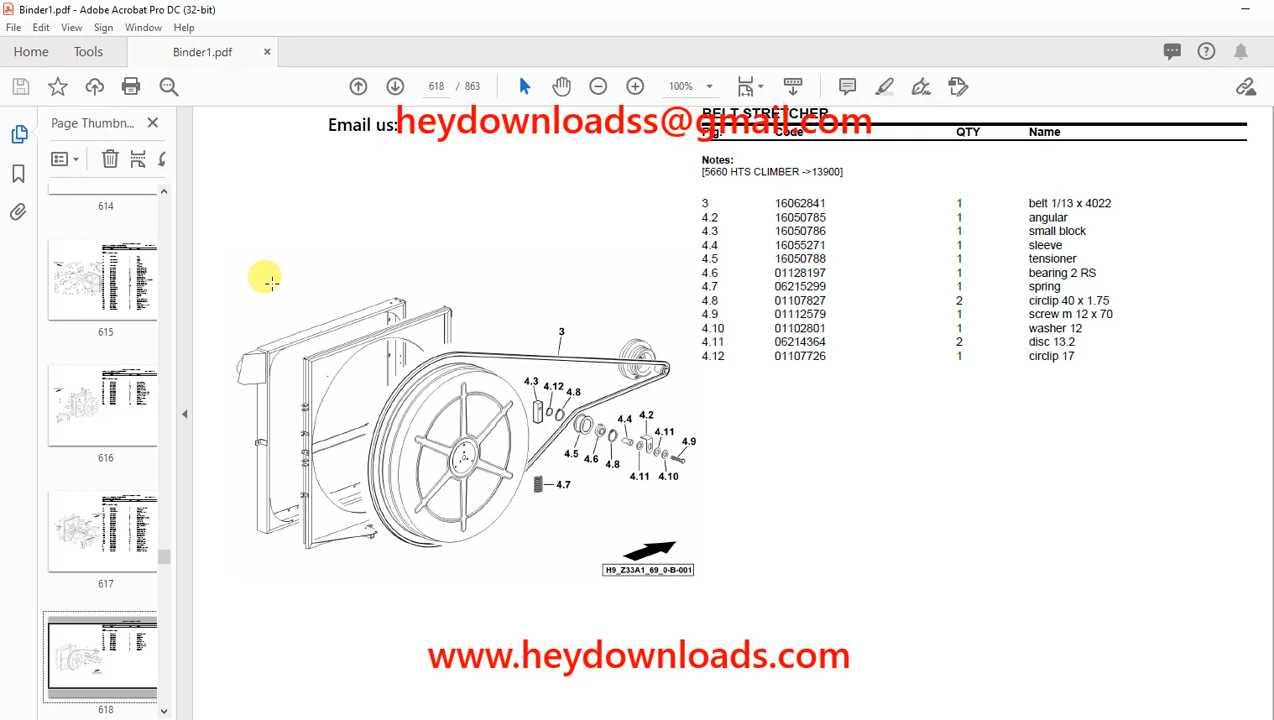 Binder1.pdf - Adobe Acrobat Pro DC (32-bit)
File Edit View Sign Window Help
Home Tools Binder1.pdf ×
618 / 863 100%
Page Thumbn...
614
615
616
617
618
Email us:
heydownloadss@gmail.com
BELT STRETCHER
Code QTY Name
Notes:
[5660 HTS CLIMBER ->13900]
3 16062841 1 belt 1/13 x 4022
4.2 16050785 1 angular
4.3 16050786 1 small block
4.4 16055271 1 sleeve
4.5 16050788 1 tensioner
4.6 01128197 1 bearing 2 RS
4.7 06215299 1 spring
4.8 01107827 2 circlip 40 x 1.75
4.9 01112579 1 screw m 12 x 70
4.10 01102801 1 washer 12
4.11 06214364 2 disc 13.2
4.12 01107726 1 circlip 17
3
4.3 4.12 4.8
4.4 4.2 4.11 4.9
4.5 4.6 4.8 4.11 4.10
4.7
H9_Z33A1_69_0-B-001
www.heydownloads.com